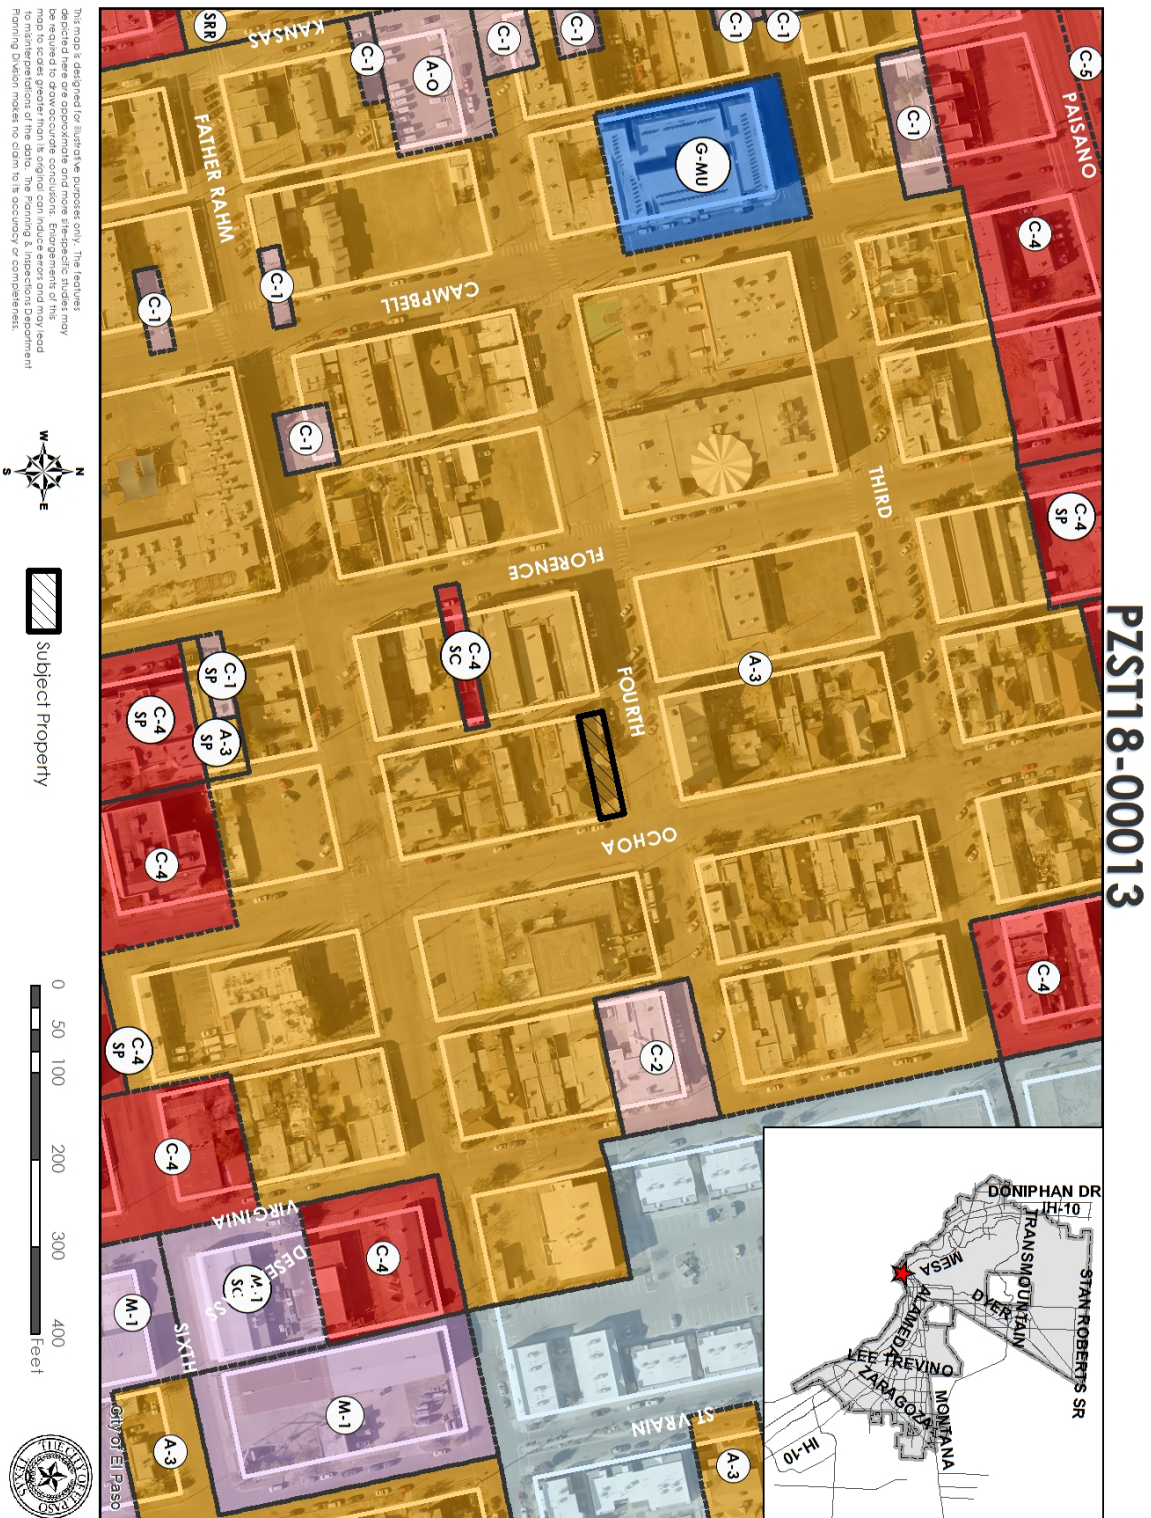 PZST18-00013
C-5
PAISANO
C-1
C-1
C-1
C-1
C-1
A-O
C-1
KANSAS
SRR
G-MU
C-4
FATHER RAHM
C-1
C-1
CAMPBELL
C-1
THIRD
C-4
SP
FLORENCE
C-4
SC
FOURTH
A-3
C-1
SP
A-3
SP
C-4
SP
OCHOA
C-4
C-4
C-4
SP
C-2
C-4
VIRGINIA
C-4
M-1
SC
M-1
SIXTH
M-1
A-3
ST VRAIN
A-3
DONIPHAN DR
IH-10
TRANSMOUNTAIN
STAN ROBERTS SR
MESA
DYER
ALAMEDA
LEE TREVINO
ZARAGOZA
MONTANA
IH-10
This map is designed for illustrative purposes only. The features
depicted here are approximate and more site-specific studies may
be required to draw accurate conclusions. Enlargements of this
map to scales greater than its original can induce errors and may lead
to misinterpretations of the data. The Planning & Inspections Department
Planning Division makes no claim to its accuracy or completeness.
N
W
E
S
Subject Property
0 50 100 200 300 400
Feet
City of El Paso
THE CITY OF EL PASO
TEXAS